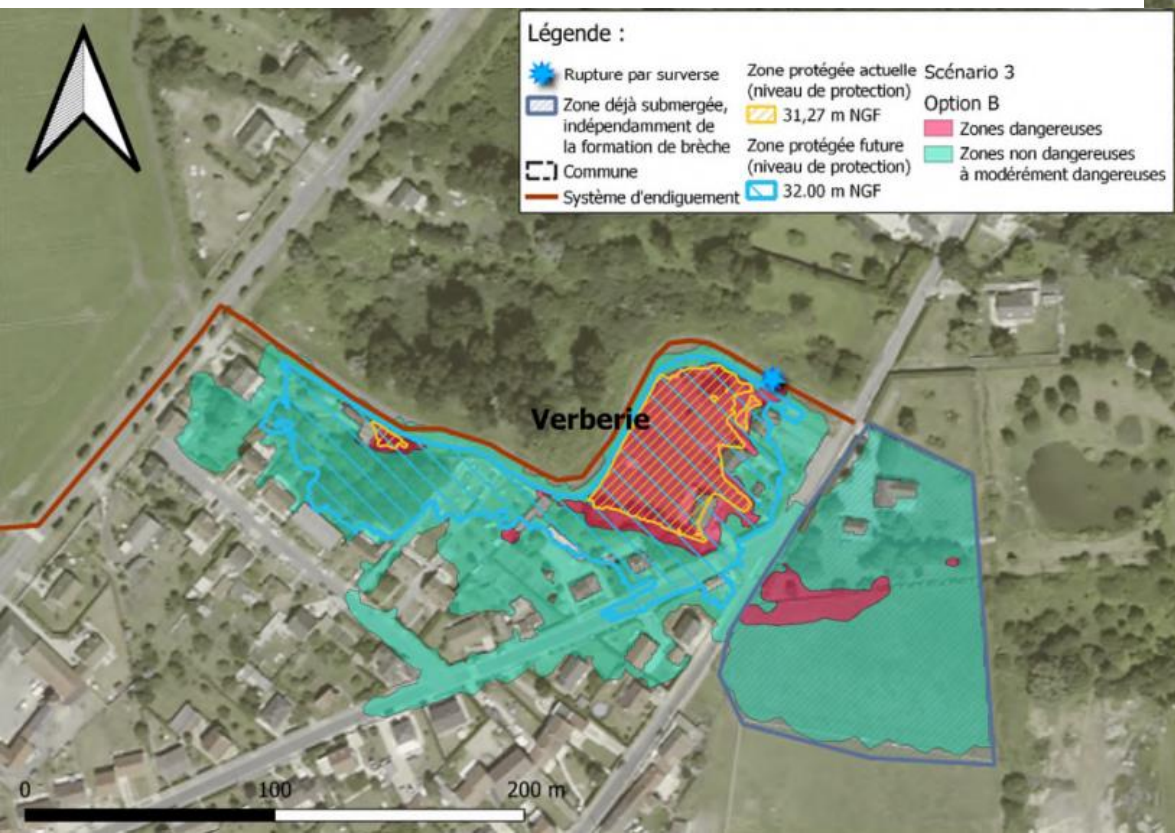 Légende :
Rupture par surverse
Zone déjà submergée,
indépendamment de
la formation de brèche
Commune
Système d'endiguement
Zone protégée actuelle
(niveau de protection)
31,27 m NGF
Zone protégée future
(niveau de protection)
32.00 m NGF
Scénario 3
Option B
Zones dangereuses
Zones non dangereuses
à modérément dangereuses
Verberie
0 100 200 m